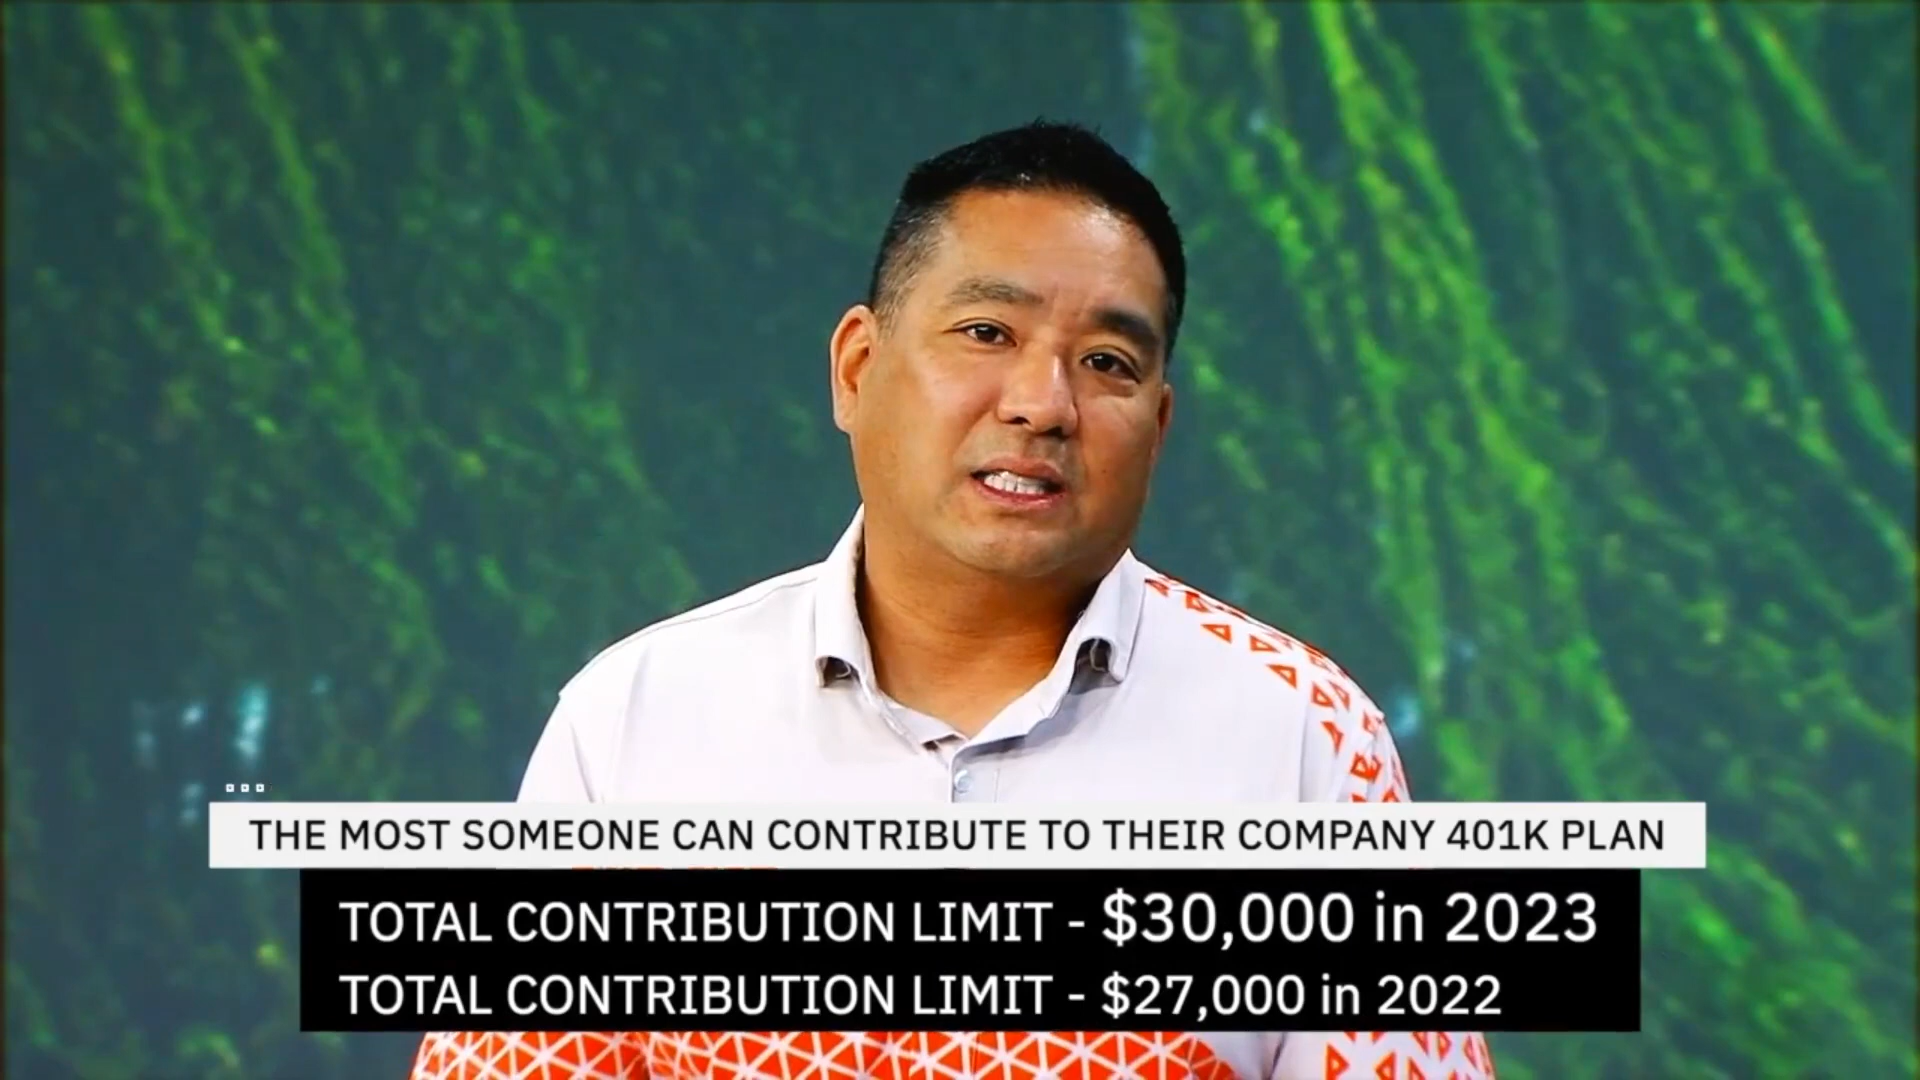 THE MOST SOMEONE CAN CONTRIBUTE TO THEIR COMPANY 401K PLAN
TOTAL CONTRIBUTION LIMIT - $30,000 in 2023
TOTAL CONTRIBUTION LIMIT - $27,000 in 2022